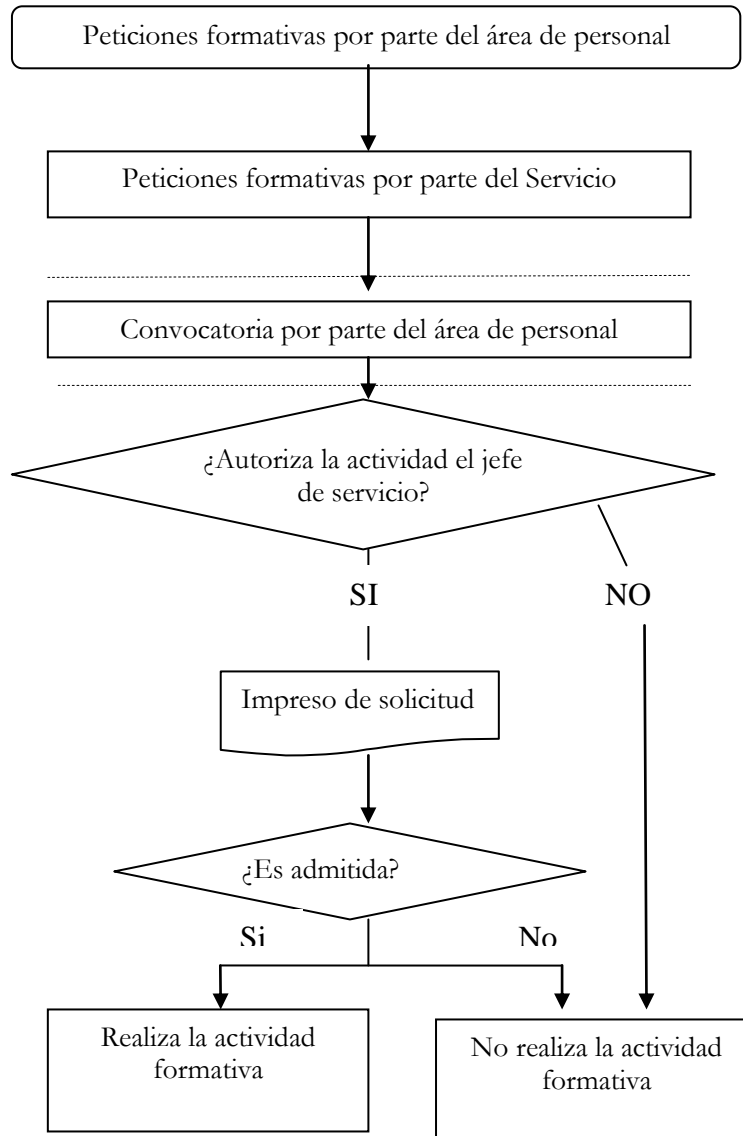 Peticiones formativas por parte del área de personal
Peticiones formativas por parte del Servicio
Convocatoria por parte del área de personal
¿Autoriza la actividad el jefe
de servicio?
SI
NO
Impreso de solicitud
¿Es admitida?
Si
No
Realiza la actividad
formativa
No realiza la actividad
formativa